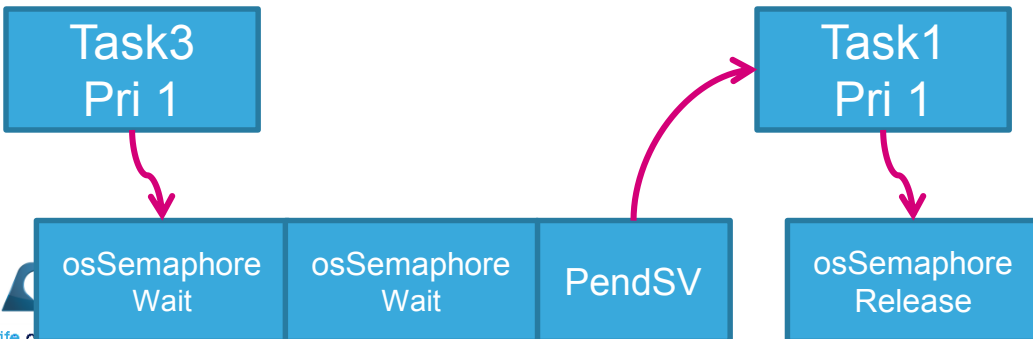 Task3
Pri 1
Task1
Pri 1
osSemaphore
Wait
osSemaphore
Wait
PendSV
osSemaphore
Release